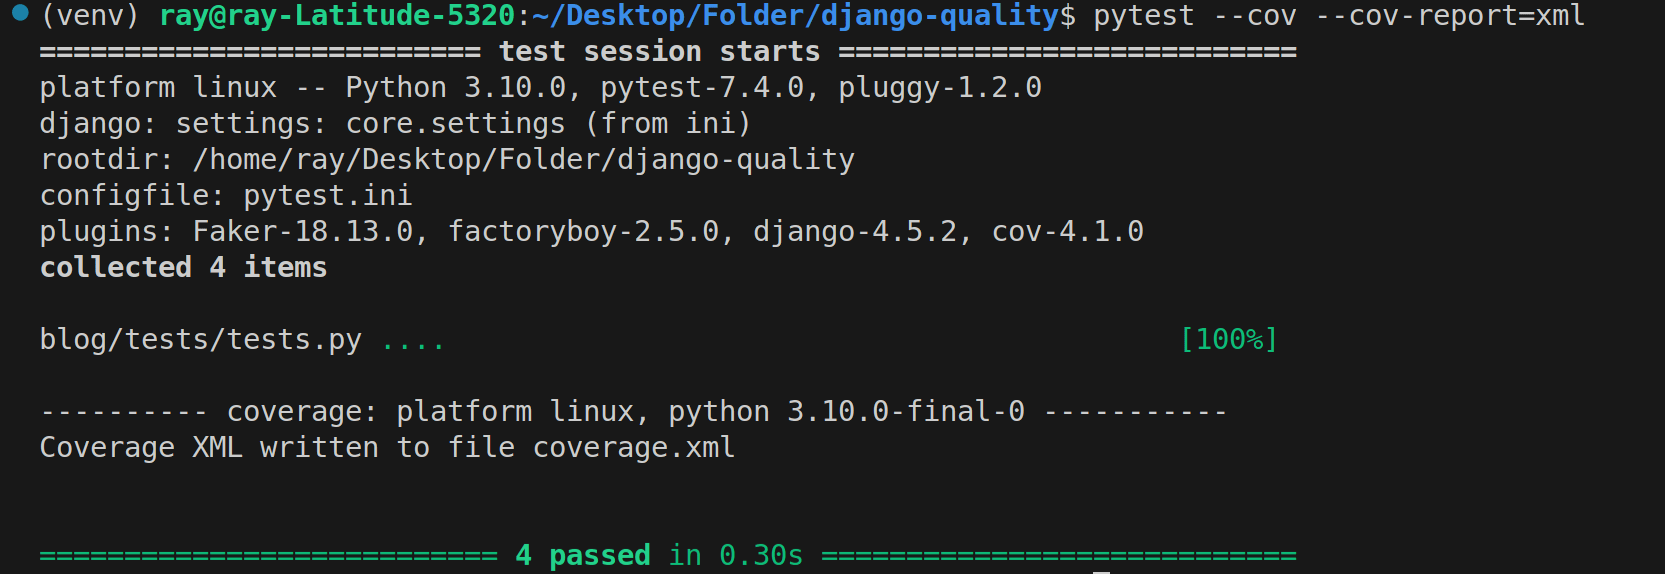 (venv) ray@ray-Latitude-5320:~/Desktop/Folder/django-quality$ pytest --cov --cov-report=xml
========================== test session starts ===========================
platform linux -- Python 3.10.0, pytest-7.4.0, pluggy-1.2.0
django: settings: core.settings (from ini)
rootdir: /home/ray/Desktop/Folder/django-quality
configfile: pytest.ini
plugins: Faker-18.13.0, factoryboy-2.5.0, django-4.5.2, cov-4.1.0
collected 4 items
blog/tests/tests.py .... [100%]
---------- coverage: platform linux, python 3.10.0-final-0 -----------
Coverage XML written to file coverage.xml
=========================== 4 passed in 0.30s ============================